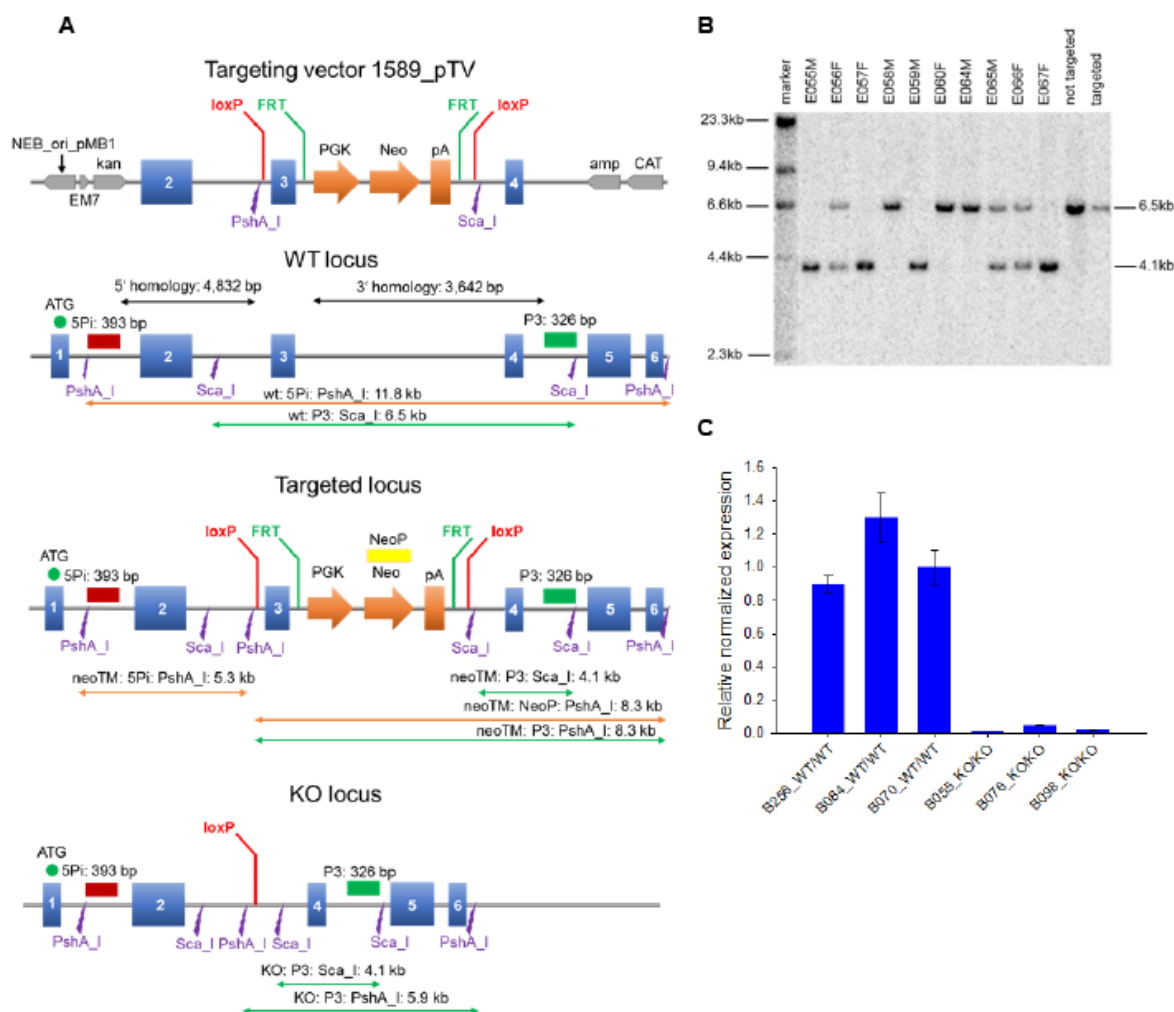 A
Targeting vector 1589_pTV
loxP FRT FRT loxP
NEB_ori_pMB1
kan
PGK Neo pA
amp CAT
2 3 4
EM7
PshA_I Sca_I
WT locus
5' homology: 4,832 bp 3' homology: 3,642 bp
ATG
5Pi: 393 bp P3: 326 bp
1 2 3 4 5 6
PshA_I Sca_I Sca_I PshA_I
wt: 5Pi: PshA_I: 11.8 kb
wt: P3: Sca_I: 6.5 kb
Targeted locus
loxP FRT FRT loxP
NeoP
ATG
5Pi: 393 bp PGK Neo pA P3: 326 bp
1 2 3 4 5 6
PshA_I Sca_I PshA_I Sca_I Sca_I PshA_I
neoTM: 5Pi: PshA_I: 5.3 kb neoTM: P3: Sca_I: 4.1 kb
neoTM: NeoP: PshA_I: 8.3 kb
neoTM: P3: PshA_I: 8.3 kb
KO locus
loxP
ATG
5Pi: 393 bp P3: 326 bp
1 2 4 5 6
PshA_I Sca_I PshA_I Sca_I Sca_I PshA_I
KO: P3: Sca_I: 4.1 kb
KO: P3: PshA_I: 5.9 kb
B
marker E055M E056F E057F E058M E059M E060F E064M E065M E066F E067F not targeted targeted
23.3kb
9.4kb
6.6kb 6.5kb
4.4kb 4.1kb
2.3kb
C
Relative normalized expression
1.6
1.4
1.2
1.0
0.8
0.6
0.4
0.2
0.0
B256_WT/WT B084_WT/WT B070_WT/WT B055_KO/KO B076_KO/KO B098_KO/KO